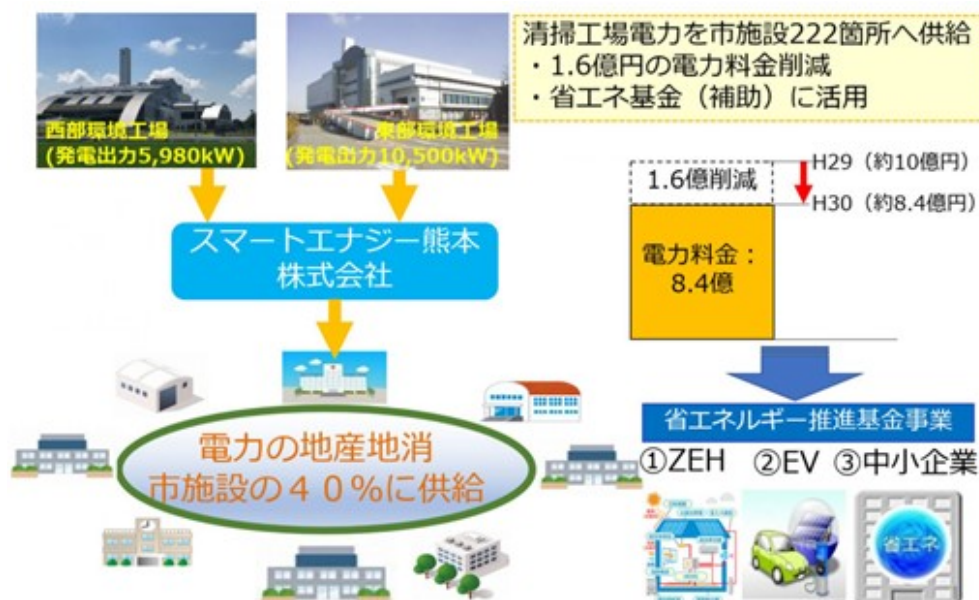 西部環境工場
(発電出力5,980kW)
東部環境工場
(発電出力10,500kW)
清掃工場電力を市施設222箇所へ供給
・1.6億円の電力料金削減
・省エネ基金（補助）に活用
スマートエナジー熊本
株式会社
1.6億削減
H29（約10億円）
H30（約8.4億円）
電力料金：
8.4億
電力の地産地消
市施設の４０％に供給
省エネルギー推進基金事業
①ZEH ②EV ③中小企業
省エネ